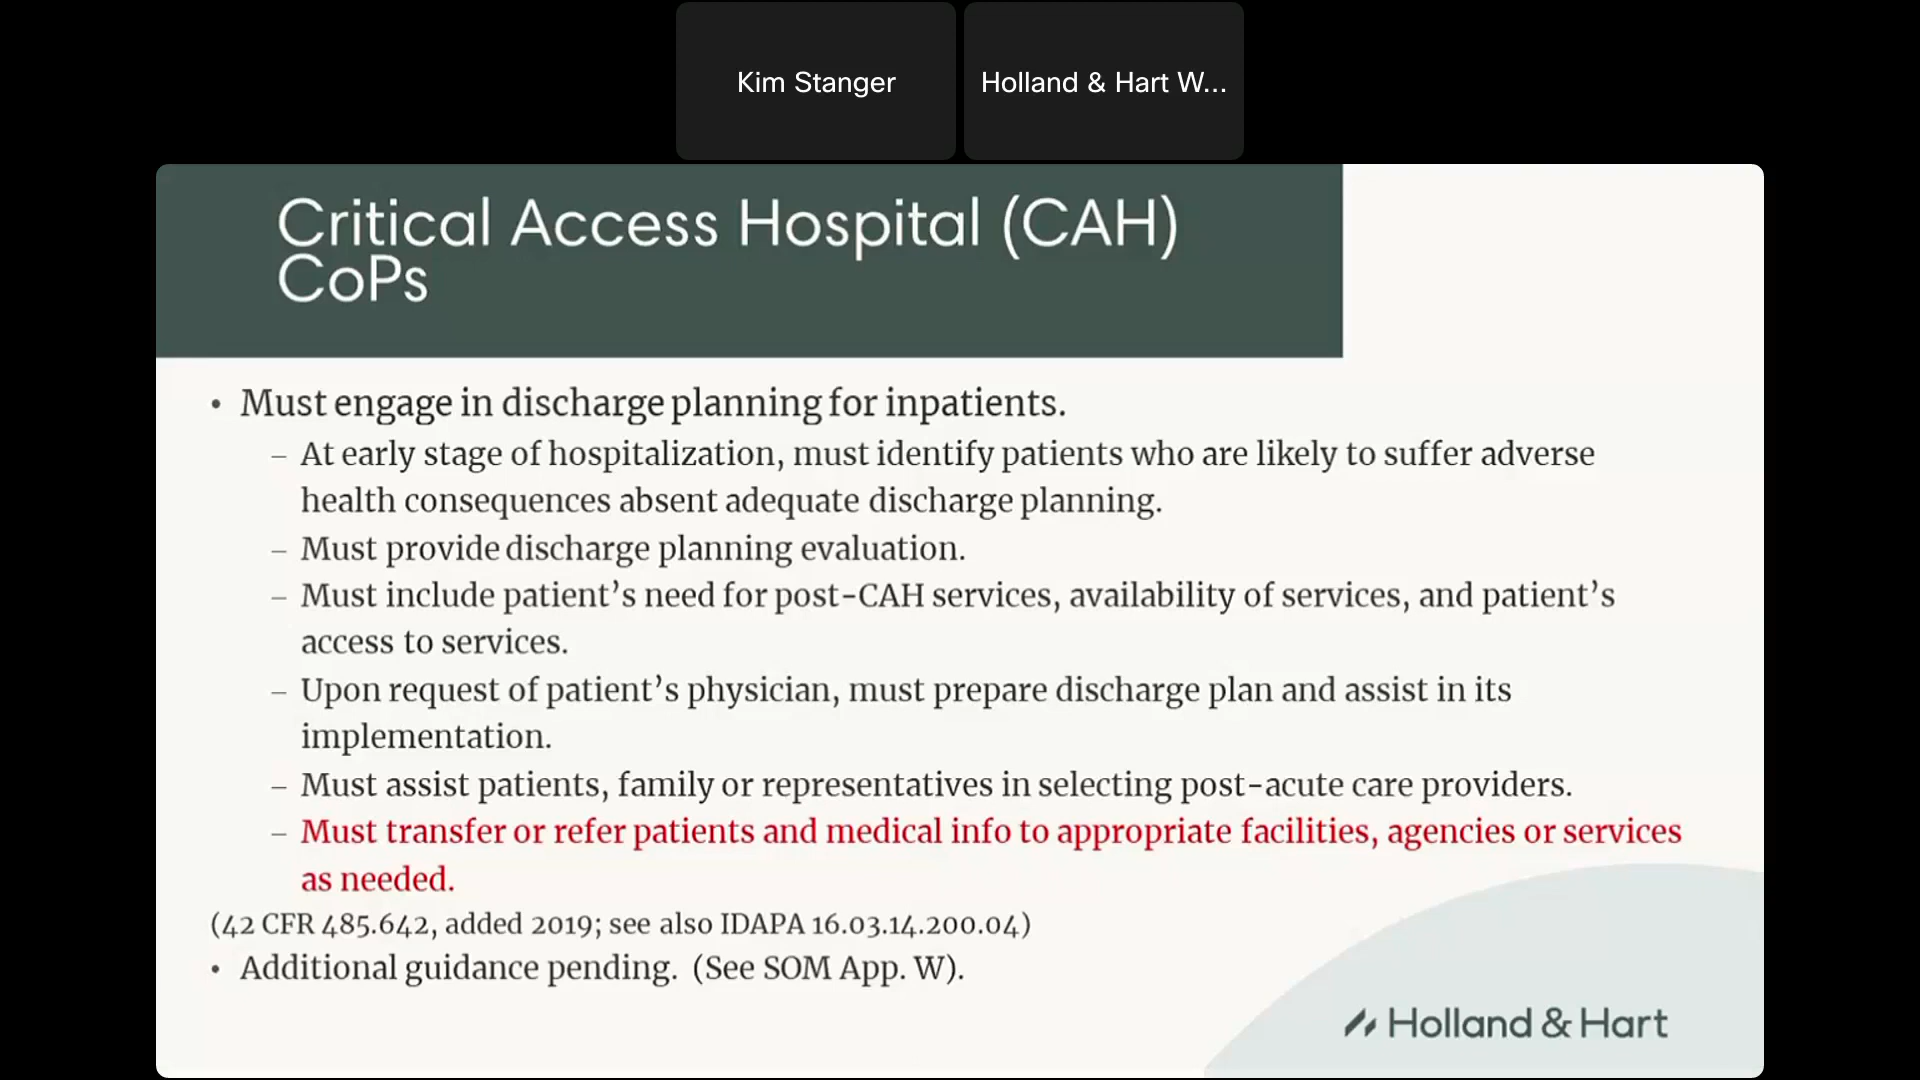 Kim Stanger
Holland & Hart W...
Critical Access Hospital (CAH)
CoPs
• Must engage in discharge planning for inpatients.
– At early stage of hospitalization, must identify patients who are likely to suffer adverse
health consequences absent adequate discharge planning.
– Must provide discharge planning evaluation.
– Must include patient’s need for post-CAH services, availability of services, and patient’s
access to services.
– Upon request of patient’s physician, must prepare discharge plan and assist in its
implementation.
– Must assist patients, family or representatives in selecting post-acute care providers.
– Must transfer or refer patients and medical info to appropriate facilities, agencies or services
as needed.
(42 CFR 485.642, added 2019; see also IDAPA 16.03.14.200.04)
• Additional guidance pending. (See SOM App. W).
Holland & Hart